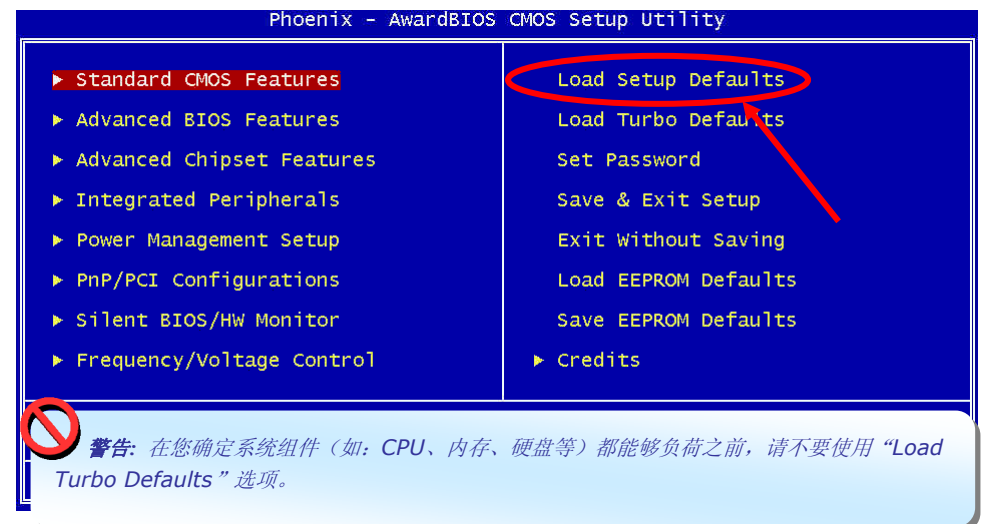 Phoenix - AwardBIOS CMOS Setup Utility
Standard CMOS Features
Advanced BIOS Features
Advanced Chipset Features
Integrated Peripherals
Power Management Setup
PnP/PCI Configurations
Silent BIOS/HW Monitor
Frequency/Voltage Control
Load Setup Defaults
Load Turbo Defaults
Set Password
Save & Exit Setup
Exit Without Saving
Load EEPROM Defaults
Save EEPROM Defaults
Credits
警告: 在您确定系统组件（如：CPU、内存、硬盘等）都能够负荷之前，请不要使用“Load
Turbo Defaults”选项。